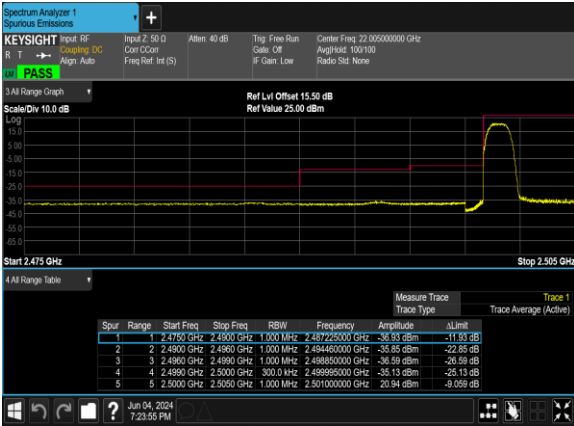 Spectrum Analyzer 1
Spurious Emissions
+
KEYSIGHT Input: RF Input Z: 50 Ω Atten: 40 dB Trig: Free Run Center Freq: 22.005000000 GHz
R T Coupling: DC Corr CCorr Gate: Off Avg|Hold: 100/100
Align: Auto Freq Ref: Int (S) IF Gain: Low Radio Std: None
LW PASS
3 All Range Graph
Ref Lvl Offset 15.50 dB
Scale/Div 10.0 dB Ref Value 25.00 dBm
Log
15.0
5.00
-5.00
-15.0
-25.0
-35.0
-45.0
-55.0
-65.0
Start 2.475 GHz Stop 2.505 GHz
4 All Range Table
Measure Trace Trace 1
Trace Type Trace Average (Active)
Spur Range Start Freq Stop Freq RBW Frequency Amplitude ΔLimit
1 1 2.4750 GHz 2.4900 GHz 1.000 MHz 2.487225000 GHz -36.93 dBm -11.93 dB
2 2 2.4900 GHz 2.4960 GHz 1.000 MHz 2.494460000 GHz -35.85 dBm -22.85 dB
3 3 2.4960 GHz 2.4990 GHz 1.000 MHz 2.498850000 GHz -36.59 dBm -26.59 dB
4 4 2.4990 GHz 2.5000 GHz 300.0 kHz 2.499995000 GHz -35.13 dBm -25.13 dB
5 5 2.5000 GHz 2.5050 GHz 1.000 MHz 2.501000000 GHz 20.94 dBm -9.059 dB
? Jun 04, 2024
7:23:55 PM